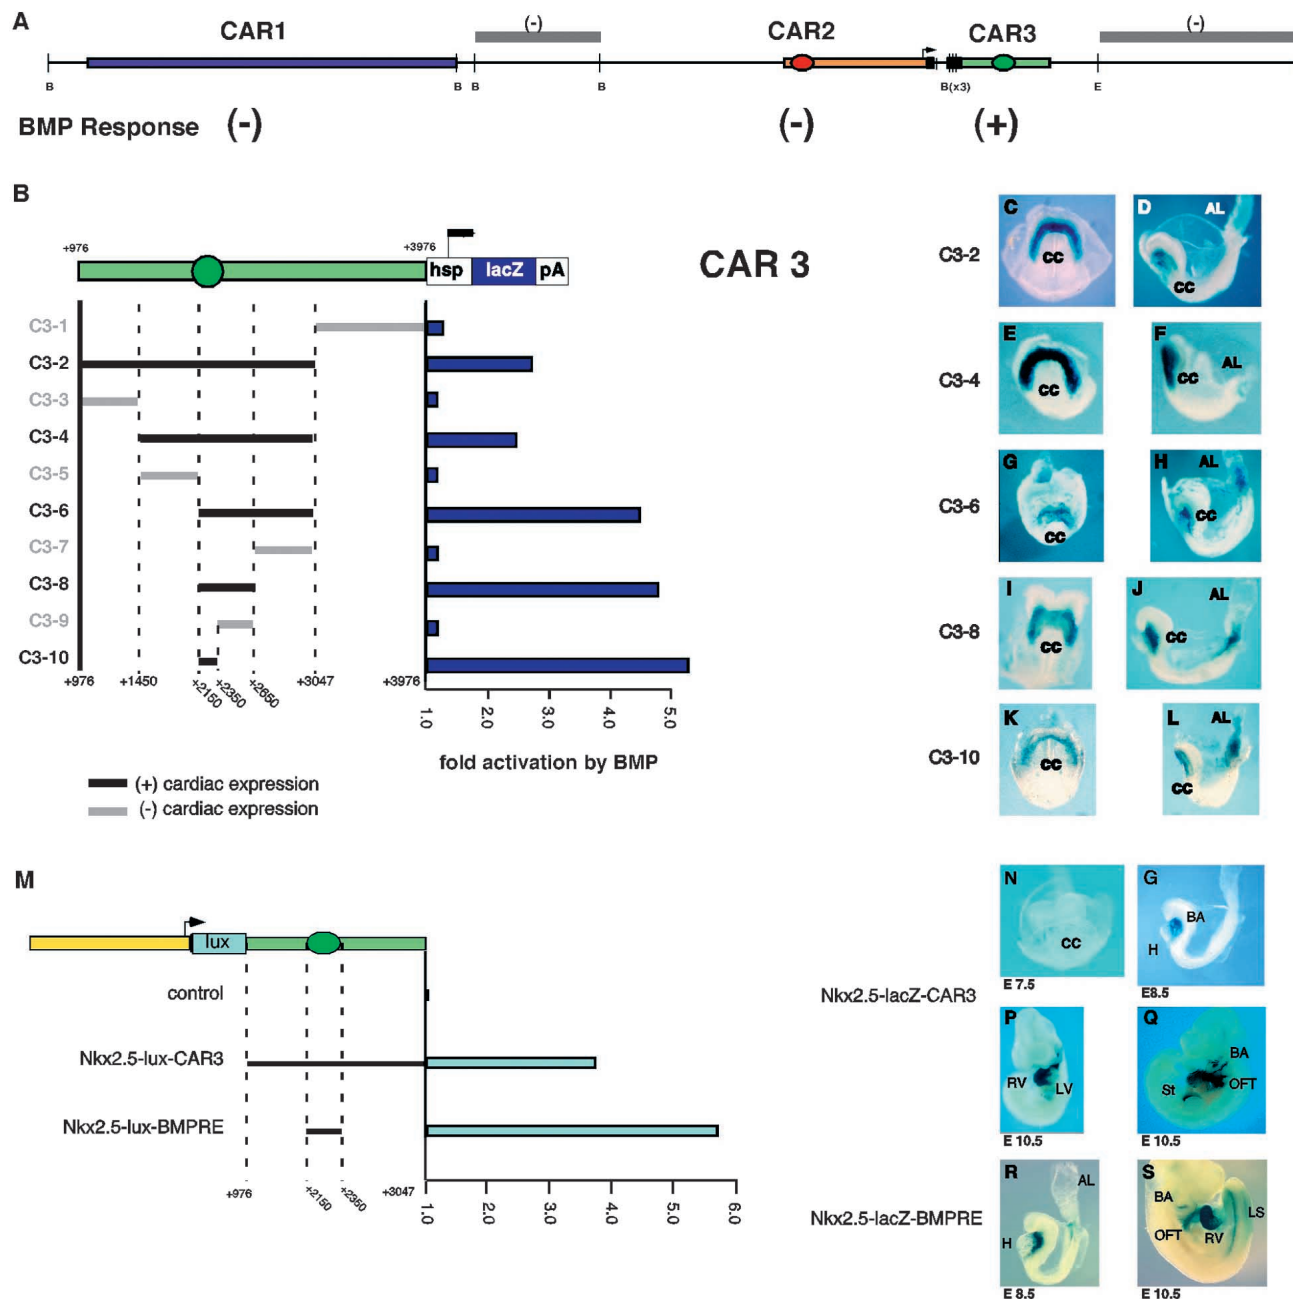 A
CAR1
(-)
CAR2
CAR3
(-)
B
B
B
B
B(x3)
E
BMP Response
(-)
(-)
(+)
B
+976
+3976
hsp
lacZ
pA
CAR 3
C3-1
C3-2
C3-3
C3-4
C3-5
C3-6
C3-7
C3-8
C3-9
C3-10
+976
+1450
+2150
+2350
+2650
+3047
+3976
1.0
2.0
3.0
4.0
5.0
fold activation by BMP
(+) cardiac expression
(-) cardiac expression
C3-2
C
CC
D
AL
CC
C3-4
E
CC
F
AL
CC
C3-6
G
CC
H
AL
CC
C3-8
I
CC
J
AL
CC
C3-10
K
CC
L
AL
CC
M
lux
control
Nkx2.5-lux-CAR3
Nkx2.5-lux-BMPRE
+976
+2150
+2350
+3047
1.0
2.0
3.0
4.0
5.0
6.0
Nkx2.5-lacZ-CAR3
N
CC
E 7.5
G
BA
H
E8.5
P
RV
LV
E 10.5
Q
BA
St
OFT
E 10.5
Nkx2.5-lacZ-BMPRE
R
AL
H
E 8.5
S
BA
LS
OFT
RV
E 10.5